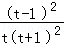 (t-1)²
t(t+1)²